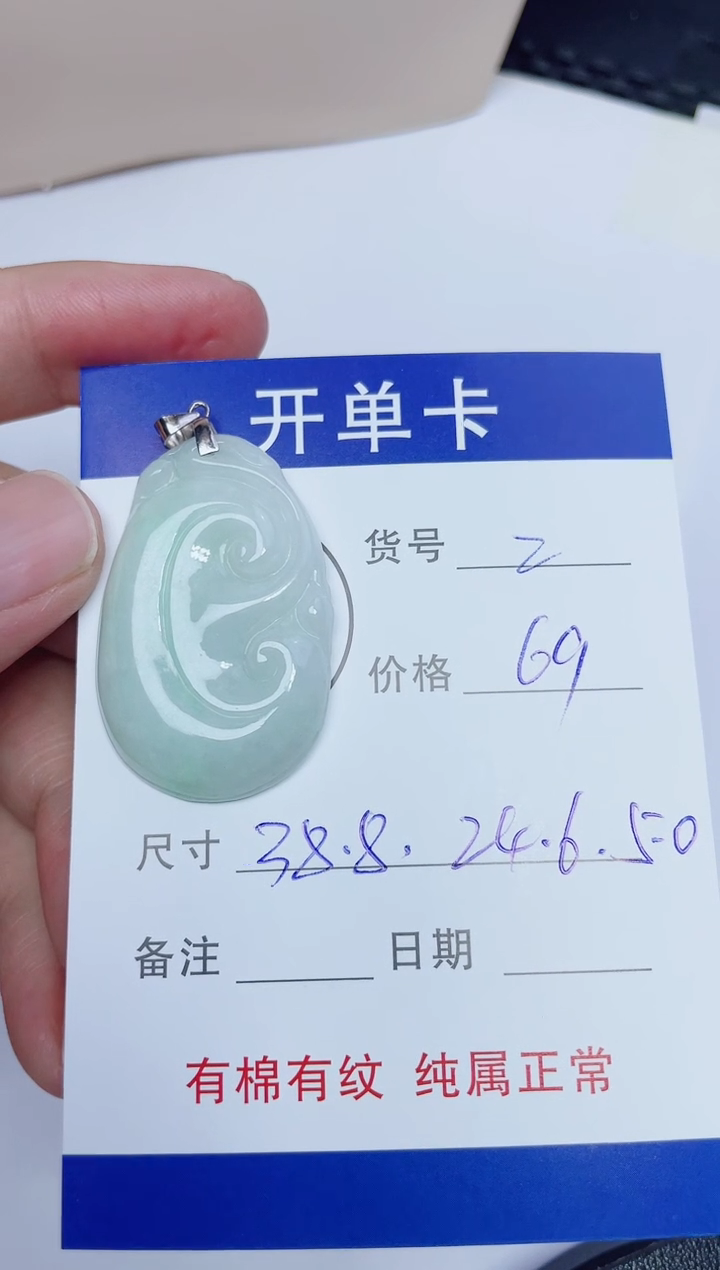 开单卡
货号 2
价格 69
尺寸 38.8. 24.6.5.0
备注 日期
有棉有纹 纯属正常